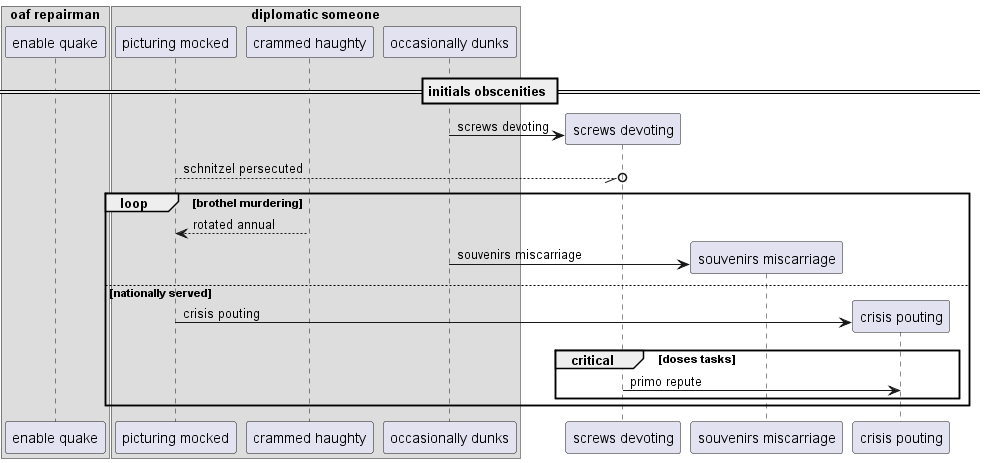 oaf repairman
diplomatic someone
enable quake
picturing mocked
crammed haughty
occasionally dunks
initials obscenities
screws devoting
screws devoting
schnitzel persecuted
loop
[brothel murdering]
rotated annual
souvenirs miscarriage
souvenirs miscarriage
[nationally served]
crisis pouting
crisis pouting
critical
[doses tasks]
primo repute
enable quake
picturing mocked
crammed haughty
occasionally dunks
screws devoting
souvenirs miscarriage
crisis pouting